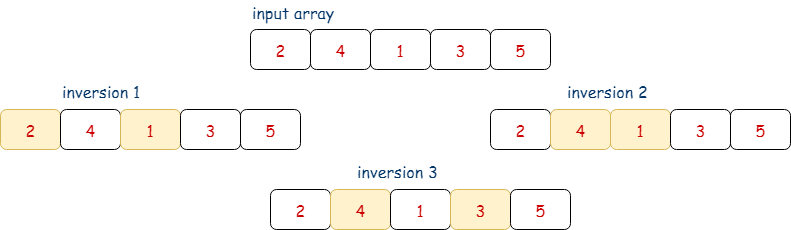 input array
2 4 1 3 5
inversion 1
2 4 1 3 5
inversion 2
2 4 1 3 5
inversion 3
2 4 1 3 5